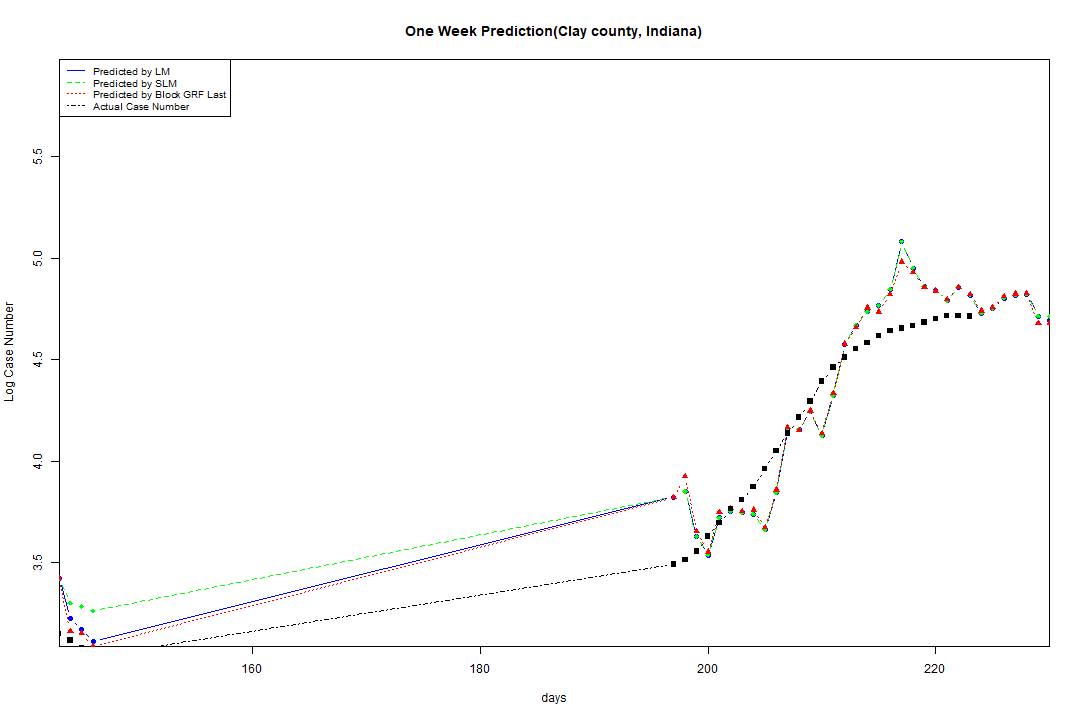 One Week Prediction(Clay county, Indiana)
Predicted by LM
Predicted by SLM
Predicted by Block GRF Last
Actual Case Number
5.5
5.0
4.5
4.0
3.5
Log Case Number
160 180 200 220
days